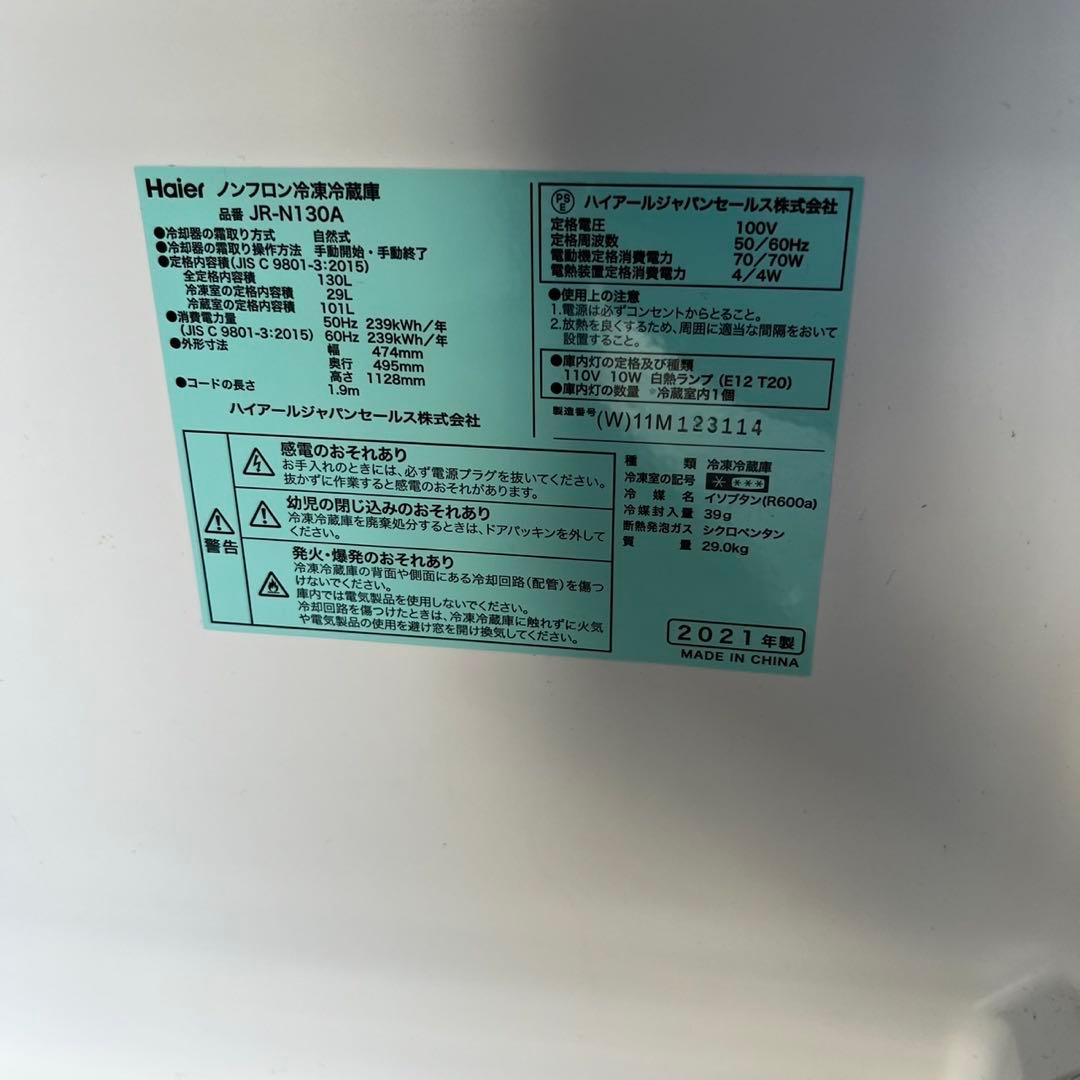 Haier ノンフロン冷凍冷蔵庫
品番 JR-N130A
●冷却器の霜取り方式 自然式
●冷却器の霜取り操作方法 手動開始・手動終了
●定格内容積(JIS C 9801-3:2015)
全定格内容積 130L
冷凍室の定格内容積 29L
冷蔵室の定格内容積 101L
●消費電力量 50Hz 239kWh/年
(JIS C 9801-3:2015) 60Hz 239kWh/年
●外形寸法 幅 474mm
奥行 495mm
高さ 1128mm
●コードの長さ 1.9m
ハイアールジャパンセールス株式会社
PS E ハイアールジャパンセールス株式会社
定格電圧 100V
定格周波数 50/60Hz
電動機定格消費電力 70/70W
電熱装置定格消費電力 4/4W
●使用上の注意
1.電源は必ずコンセントからとること。
2.放熱を良くするため、周囲に適当な間隔をおいて
設置すること。
●庫内灯の定格及び種類
110V 10W 白熱ランプ (E12 T20)
●庫内灯の数量 冷蔵室内1個
製造番号 (W)11M123114
警告
感電のおそれあり
お手入れのときには、必ず電源プラグを抜いてください。
抜かずに作業すると感電のおそれがあります。
幼児の閉じ込みのおそれあり
冷凍冷蔵庫を廃棄処分するときは、ドアパッキンを外して
ください。
発火・爆発のおそれあり
冷凍冷蔵庫の背面や側面にある冷却回路(配管)を傷つ
けないでください。
庫内では電気製品を使用しないでください。
冷却回路を傷つけたときは、冷凍冷蔵庫に触れずに火気
や電気製品の使用を避け窓を開け換気してください。
種類 冷凍冷蔵庫
冷凍室の記号 * ***
冷媒名 イソブタン(R600a)
冷媒封入量 39g
断熱発泡ガス シクロペンタン
質量 29.0kg
2021年製
MADE IN CHINA